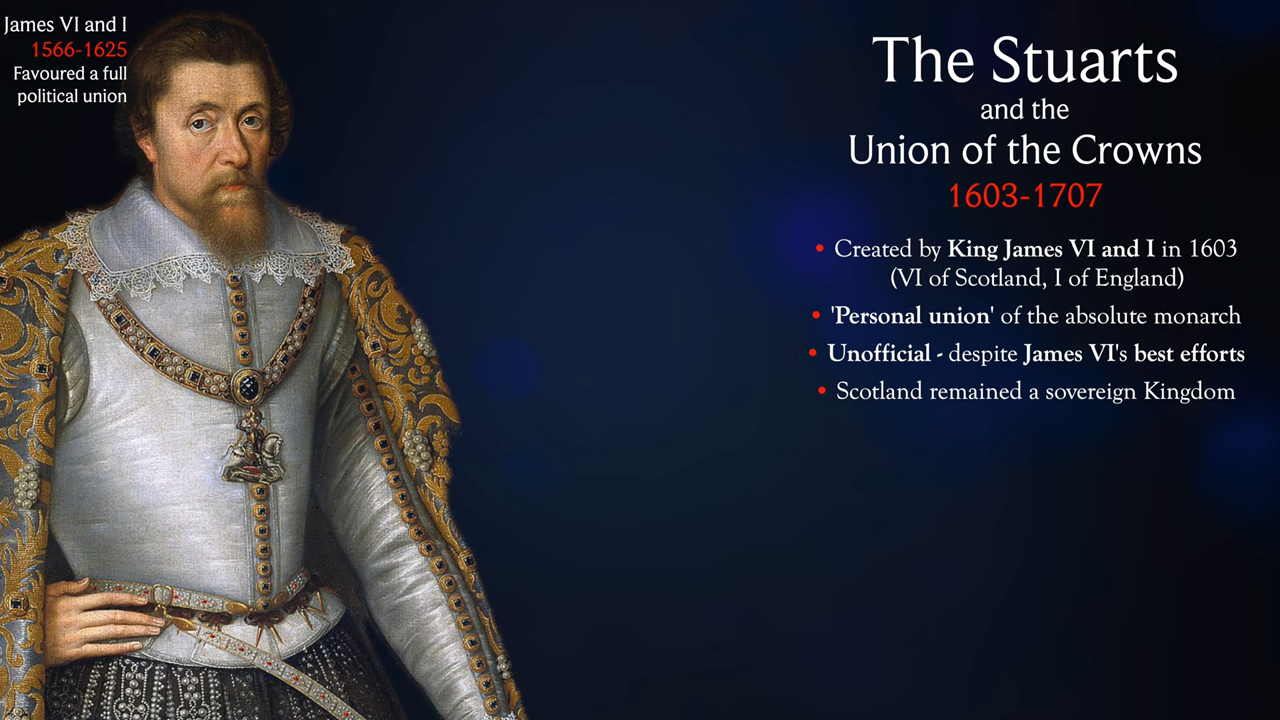 James VI and I
1566-1625
Favoured a full
political union
The Stuarts
and the
Union of the Crowns
1603-1707
• Created by King James VI and I in 1603
(VI of Scotland, I of England)
• 'Personal union' of the absolute monarch
• Unofficial - despite James VI's best efforts
• Scotland remained a sovereign Kingdom